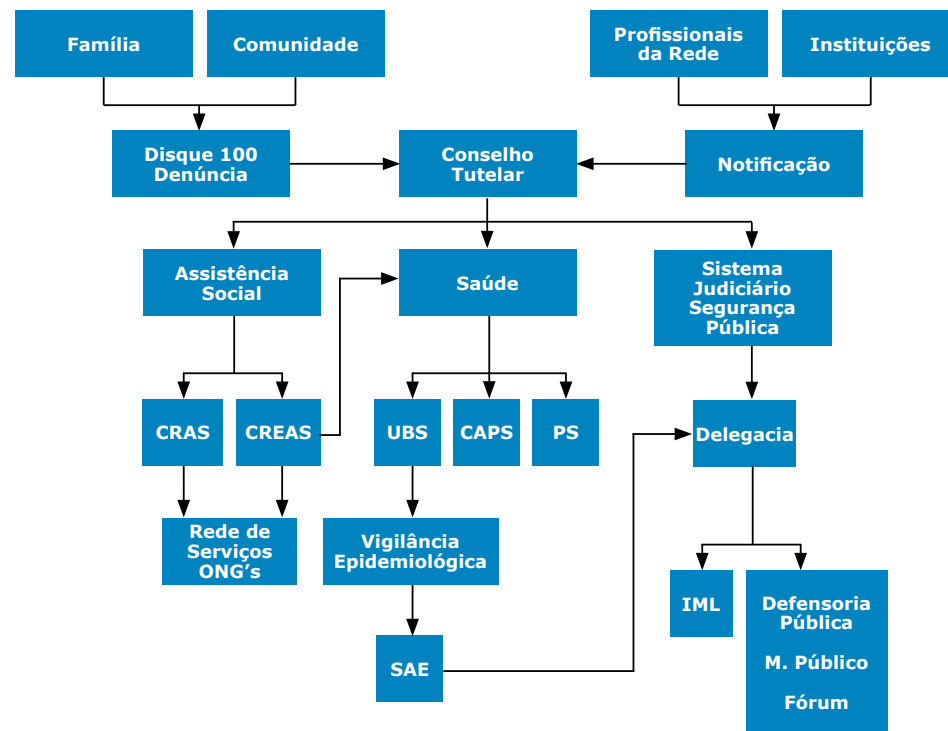 Família
Comunidade
Profissionais
da Rede
Instituições
Disque 100
Denúncia
Conselho
Tutelar
Notificação
Assistência
Social
Saúde
Sistema
Judiciário
Segurança
Pública
CRAS
CREAS
UBS
CAPS
PS
Delegacia
Rede de
Serviços
ONG’s
Vigilância
Epidemiológica
IML
Defensoria
Pública
M. Público
Fórum
SAE